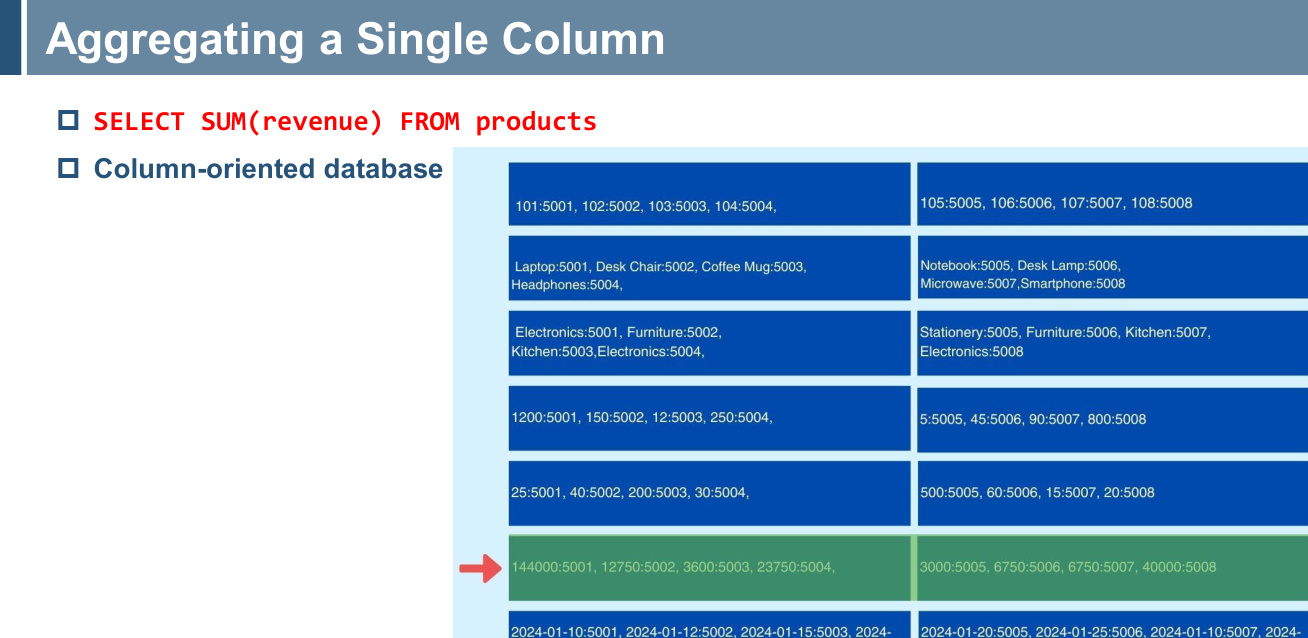 Aggregating a Single Column
SELECT SUM(revenue) FROM products
Column-oriented database
101:5001, 102:5002, 103:5003, 104:5004,
105:5005, 106:5006, 107:5007, 108:5008
Laptop:5001, Desk Chair:5002, Coffee Mug:5003,
Headphones:5004,
Notebook:5005, Desk Lamp:5006,
Microwave:5007,Smartphone:5008
Electronics:5001, Furniture:5002,
Kitchen:5003,Electronics:5004,
Stationery:5005, Furniture:5006, Kitchen:5007,
Electronics:5008
1200:5001, 150:5002, 12:5003, 250:5004,
5:5005, 45:5006, 90:5007, 800:5008
25:5001, 40:5002, 200:5003, 30:5004,
500:5005, 60:5006, 15:5007, 20:5008
144000:5001, 12750:5002, 3600:5003, 23750:5004,
3000:5005, 6750:5006, 6750:5007, 40000:5008
2024-01-10:5001, 2024-01-12:5002, 2024-01-15:5003, 2024-
2024-01-20:5005, 2024-01-25:5006, 2024-01-10:5007, 2024-